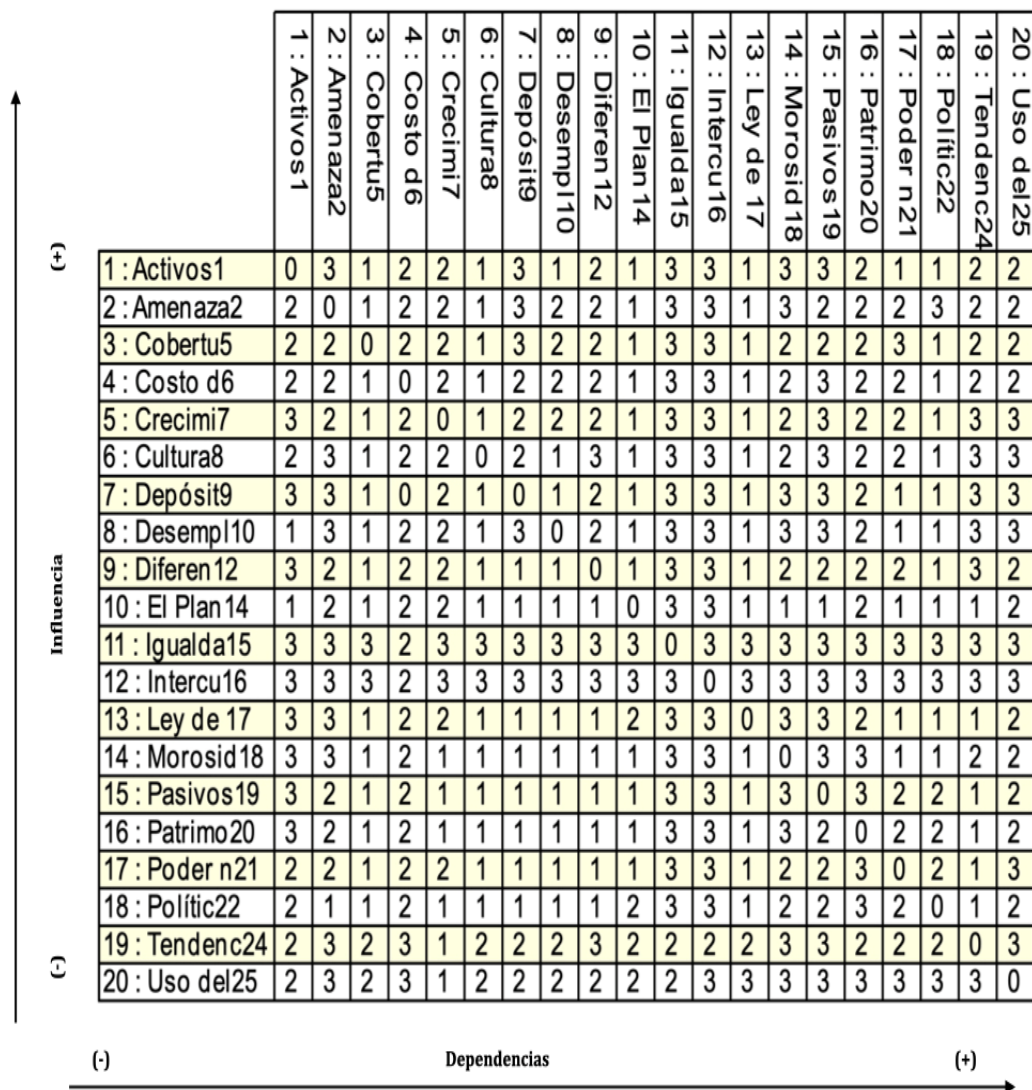 1 : Activos1
2 : Amenaza2
3 : Cobertu5
4 : Costo d6
5 : Crecimi7
6 : Cultura8
7 : Depósit9
8 : Desempl10
9 : Diferen12
10 : El Plan14
11 : Igualda15
12 : Intercu16
13 : Ley de 17
14 : Morosid18
15 : Pasivos19
16 : Patrimo20
17 : Poder n21
18 : Polític22
19 : Tendenc24
20 : Uso del25
(+)
Influencia
(-)
1 : Activos1 0 3 1 2 2 1 3 1 2 1 3 3 1 3 3 2 1 1 2 2
2 : Amenaza2 2 0 1 2 2 1 3 2 2 1 3 3 1 3 2 2 2 3 2 2
3 : Cobertu5 2 2 0 2 2 1 3 2 2 1 3 3 1 2 2 2 3 1 2 2
4 : Costo d6 2 2 1 0 2 1 2 2 2 1 3 3 1 2 3 2 2 1 2 2
5 : Crecimi7 3 2 1 2 0 1 2 2 2 1 3 3 1 2 3 2 2 1 3 3
6 : Cultura8 2 3 1 2 2 0 2 1 3 1 3 3 1 2 3 2 2 1 3 3
7 : Depósit9 3 3 1 0 2 1 0 1 2 1 3 3 1 3 3 2 1 1 3 3
8 : Desempl10 1 3 1 2 2 1 3 0 2 1 3 3 1 3 3 2 1 1 3 3
9 : Diferen12 3 2 1 2 2 1 1 1 0 1 3 3 1 2 2 2 2 1 3 2
10 : El Plan14 1 2 1 2 2 1 1 1 1 0 3 3 1 1 1 2 1 1 1 2
11 : Igualda15 3 3 3 2 3 3 3 3 3 3 0 3 3 3 3 3 3 3 3 3
12 : Intercu16 3 3 3 2 3 3 3 3 3 3 3 0 3 3 3 3 3 3 3 3
13 : Ley de 17 3 3 1 2 2 1 1 1 1 2 3 3 0 3 3 2 1 1 1 2
14 : Morosid18 3 3 1 2 1 1 1 1 1 1 3 3 1 0 3 3 1 1 2 2
15 : Pasivos19 3 2 1 2 1 1 1 1 1 1 3 3 1 3 0 3 2 2 1 2
16 : Patrimo20 3 2 1 2 1 1 1 1 1 1 3 3 1 3 2 0 2 2 1 2
17 : Poder n21 2 2 1 2 2 1 1 1 1 1 3 3 1 2 2 3 0 2 1 3
18 : Polític22 2 1 1 2 1 1 1 1 1 2 3 3 1 2 2 3 2 0 1 2
19 : Tendenc24 2 3 2 3 1 2 2 3 2 2 2 2 2 3 3 2 2 2 0 3
20 : Uso del25 2 3 2 3 1 2 2 2 2 2 2 3 3 3 3 3 3 3 3 0
(-) Dependencias (+)